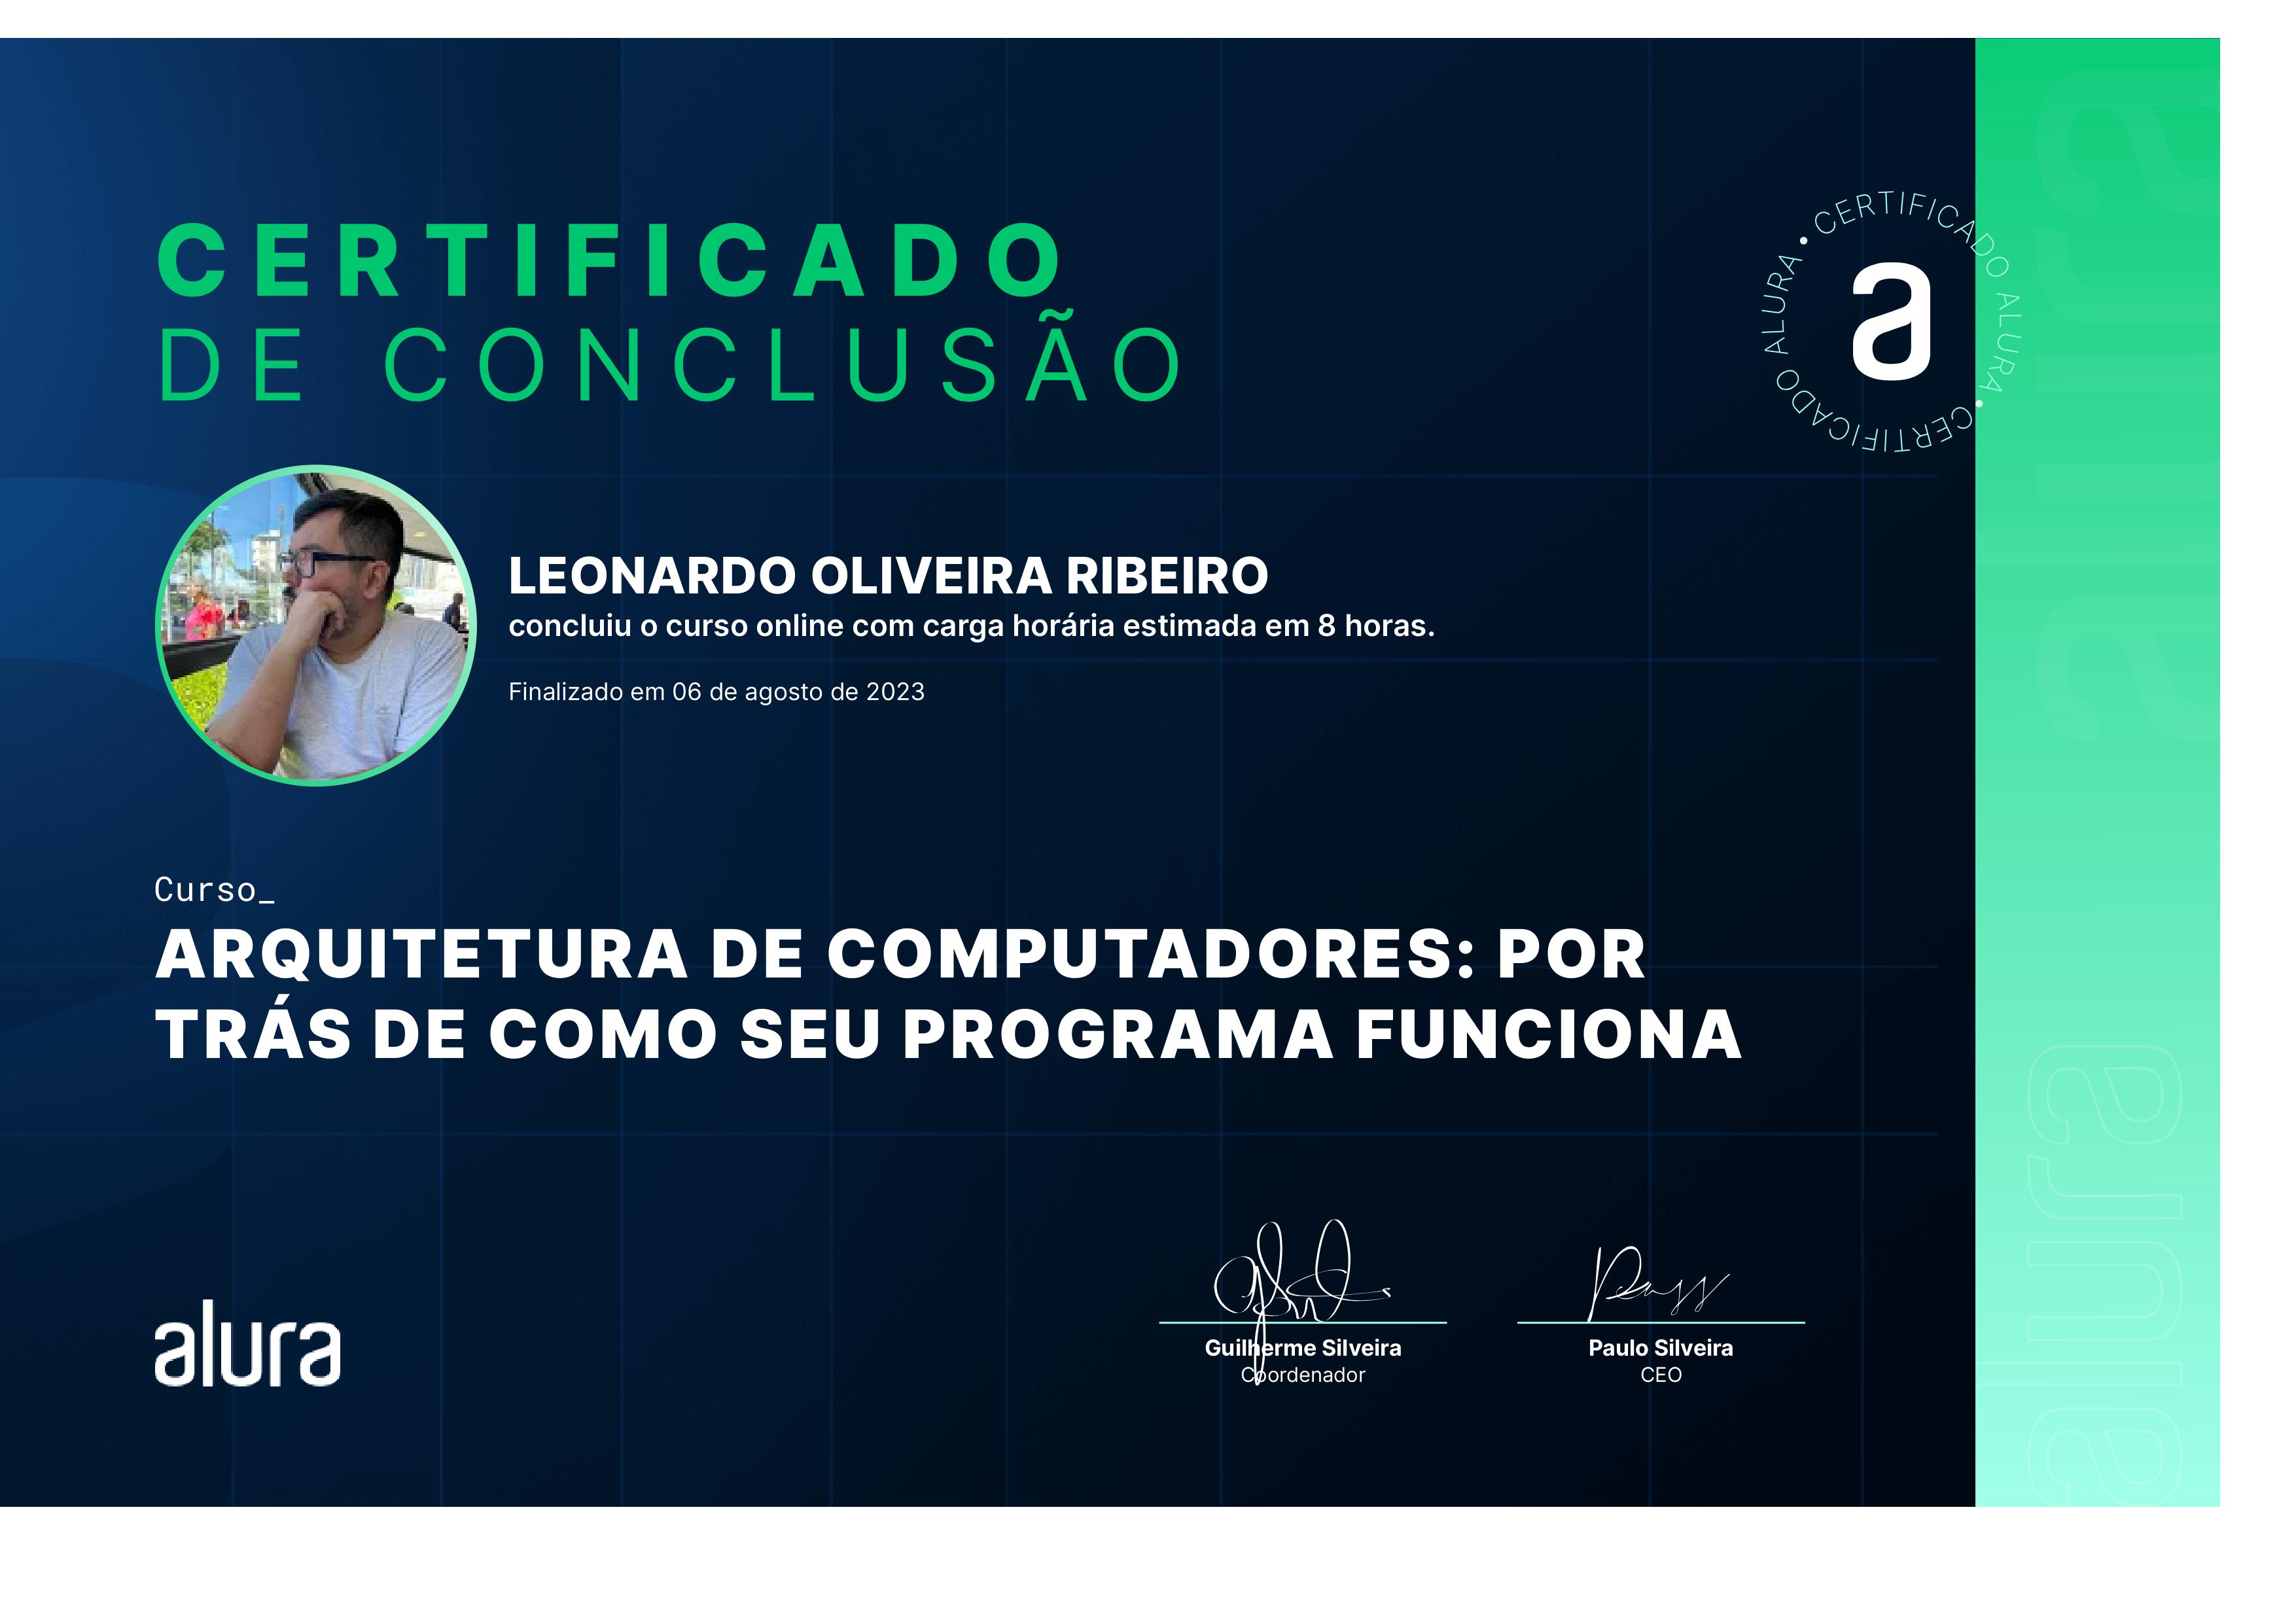 CERTIFICADO
DE CONCLUSÃO
CERTIFICADO ALURA • CERTIFICADO ALURA •
a
LEONARDO OLIVEIRA RIBEIRO
concluiu o curso online com carga horária estimada em 8 horas.
Finalizado em 06 de agosto de 2023
Curso_
ARQUITETURA DE COMPUTADORES: POR
TRÁS DE COMO SEU PROGRAMA FUNCIONA
alura
Guilherme Silveira
Coordenador
Paulo Silveira
CEO
alura
alura